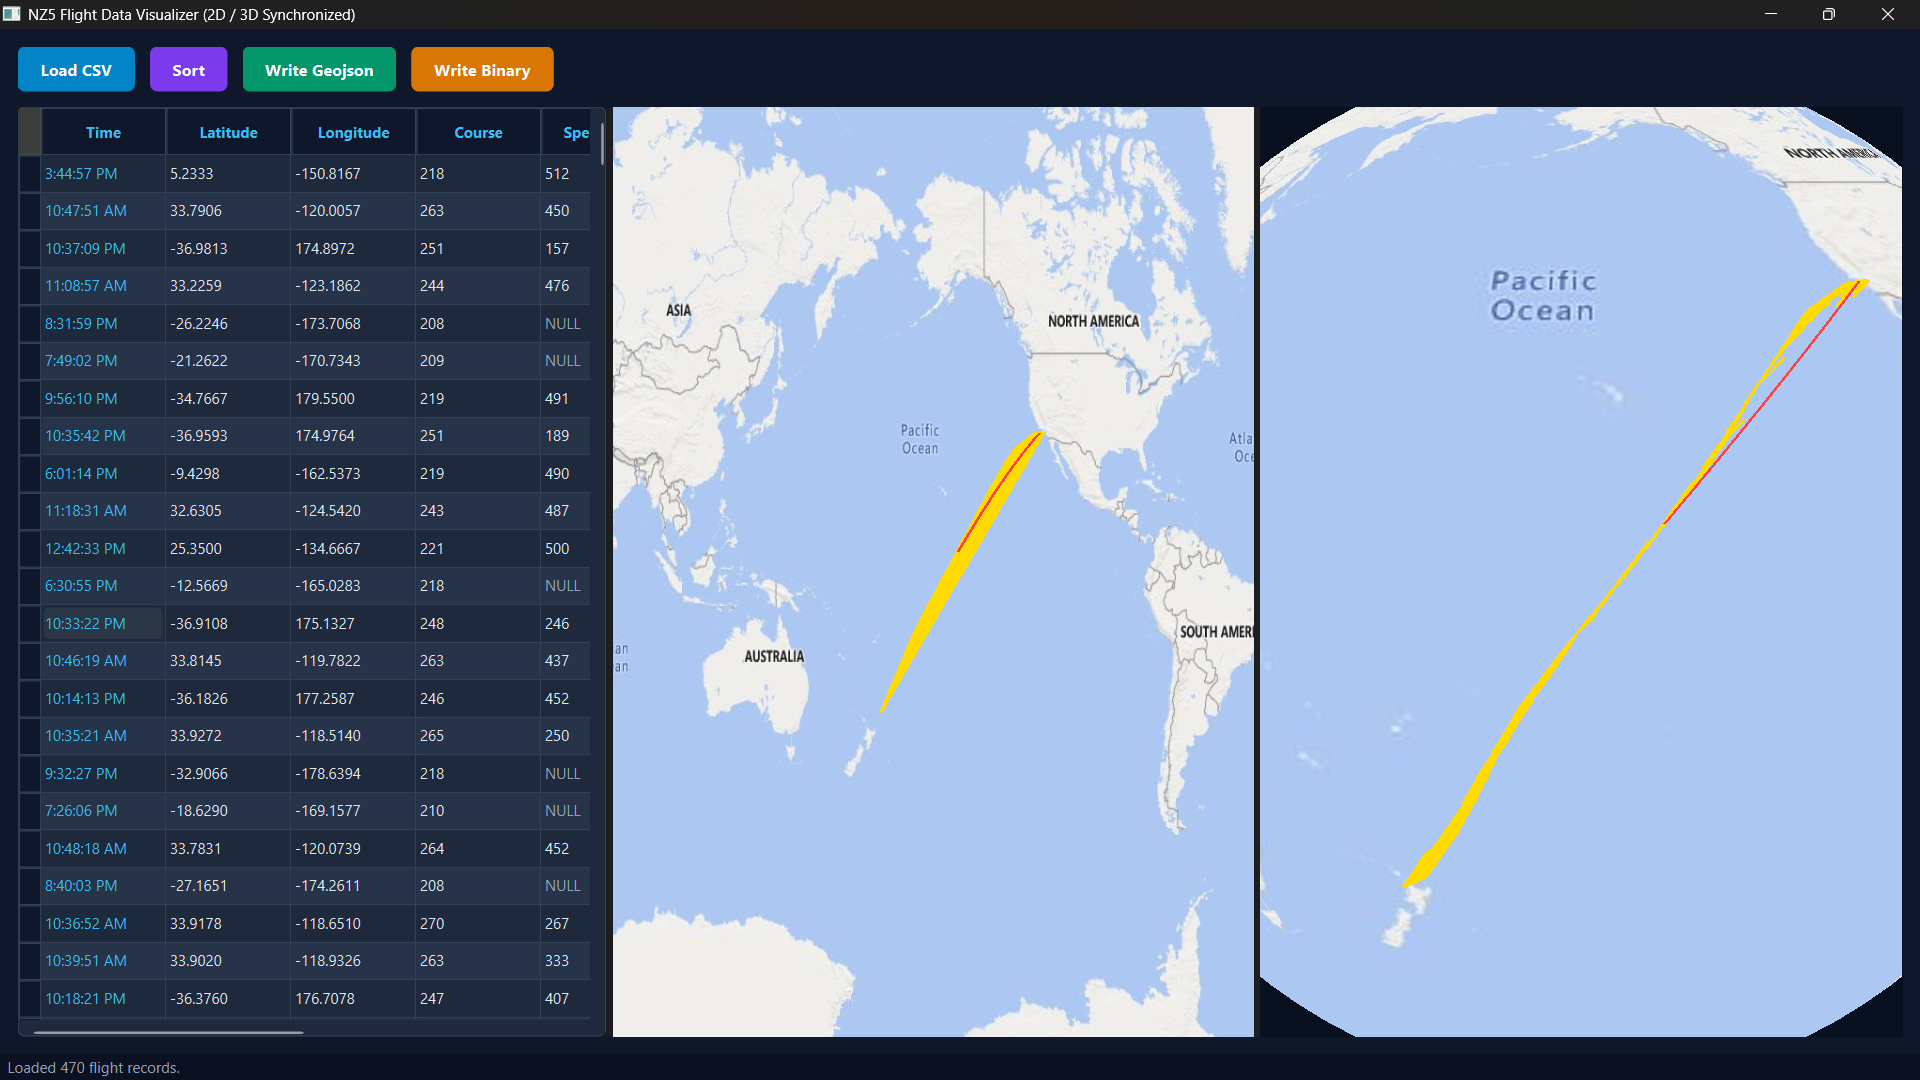 NZ5 Flight Data Visualizer (2D / 3D Synchronized)
Load CSV Sort Write Geojson Write Binary
Time Latitude Longitude Course Spe
3:44:57 PM 5.2333 -150.8167 218 512
10:47:51 AM 33.7906 -120.0057 263 450
10:37:09 PM -36.9813 174.8972 251 157
11:08:57 AM 33.2259 -123.1862 244 476
8:31:59 PM -26.2246 -173.7068 208 NULL
7:49:02 PM -21.2622 -170.7343 209 NULL
9:56:10 PM -34.7667 179.5500 219 491
10:35:42 PM -36.9593 174.9764 251 189
6:01:14 PM -9.4298 -162.5373 219 490
11:18:31 AM 32.6305 -124.5420 243 487
12:42:33 PM 25.3500 -134.6667 221 500
6:30:55 PM -12.5669 -165.0283 218 NULL
10:33:22 PM -36.9108 175.1327 248 246
10:46:19 AM 33.8145 -119.7822 263 437
10:14:13 PM -36.1826 177.2587 246 452
10:35:21 AM 33.9272 -118.5140 265 250
9:32:27 PM -32.9066 -178.6394 218 NULL
7:26:06 PM -18.6290 -169.1577 210 NULL
10:48:18 AM 33.7831 -120.0739 264 452
8:40:03 PM -27.1651 -174.2611 208 NULL
10:36:52 AM 33.9178 -118.6510 270 267
10:39:51 AM 33.9020 -118.9326 263 333
10:18:21 PM -36.3760 176.7078 247 407
ASIA
NORTH AMERICA
Pacific
Ocean
Atla
Oce
an
an
AUSTRALIA
SOUTH AMERI
NORTH AMERICA
Pacific
Ocean
Loaded 470 flight records.